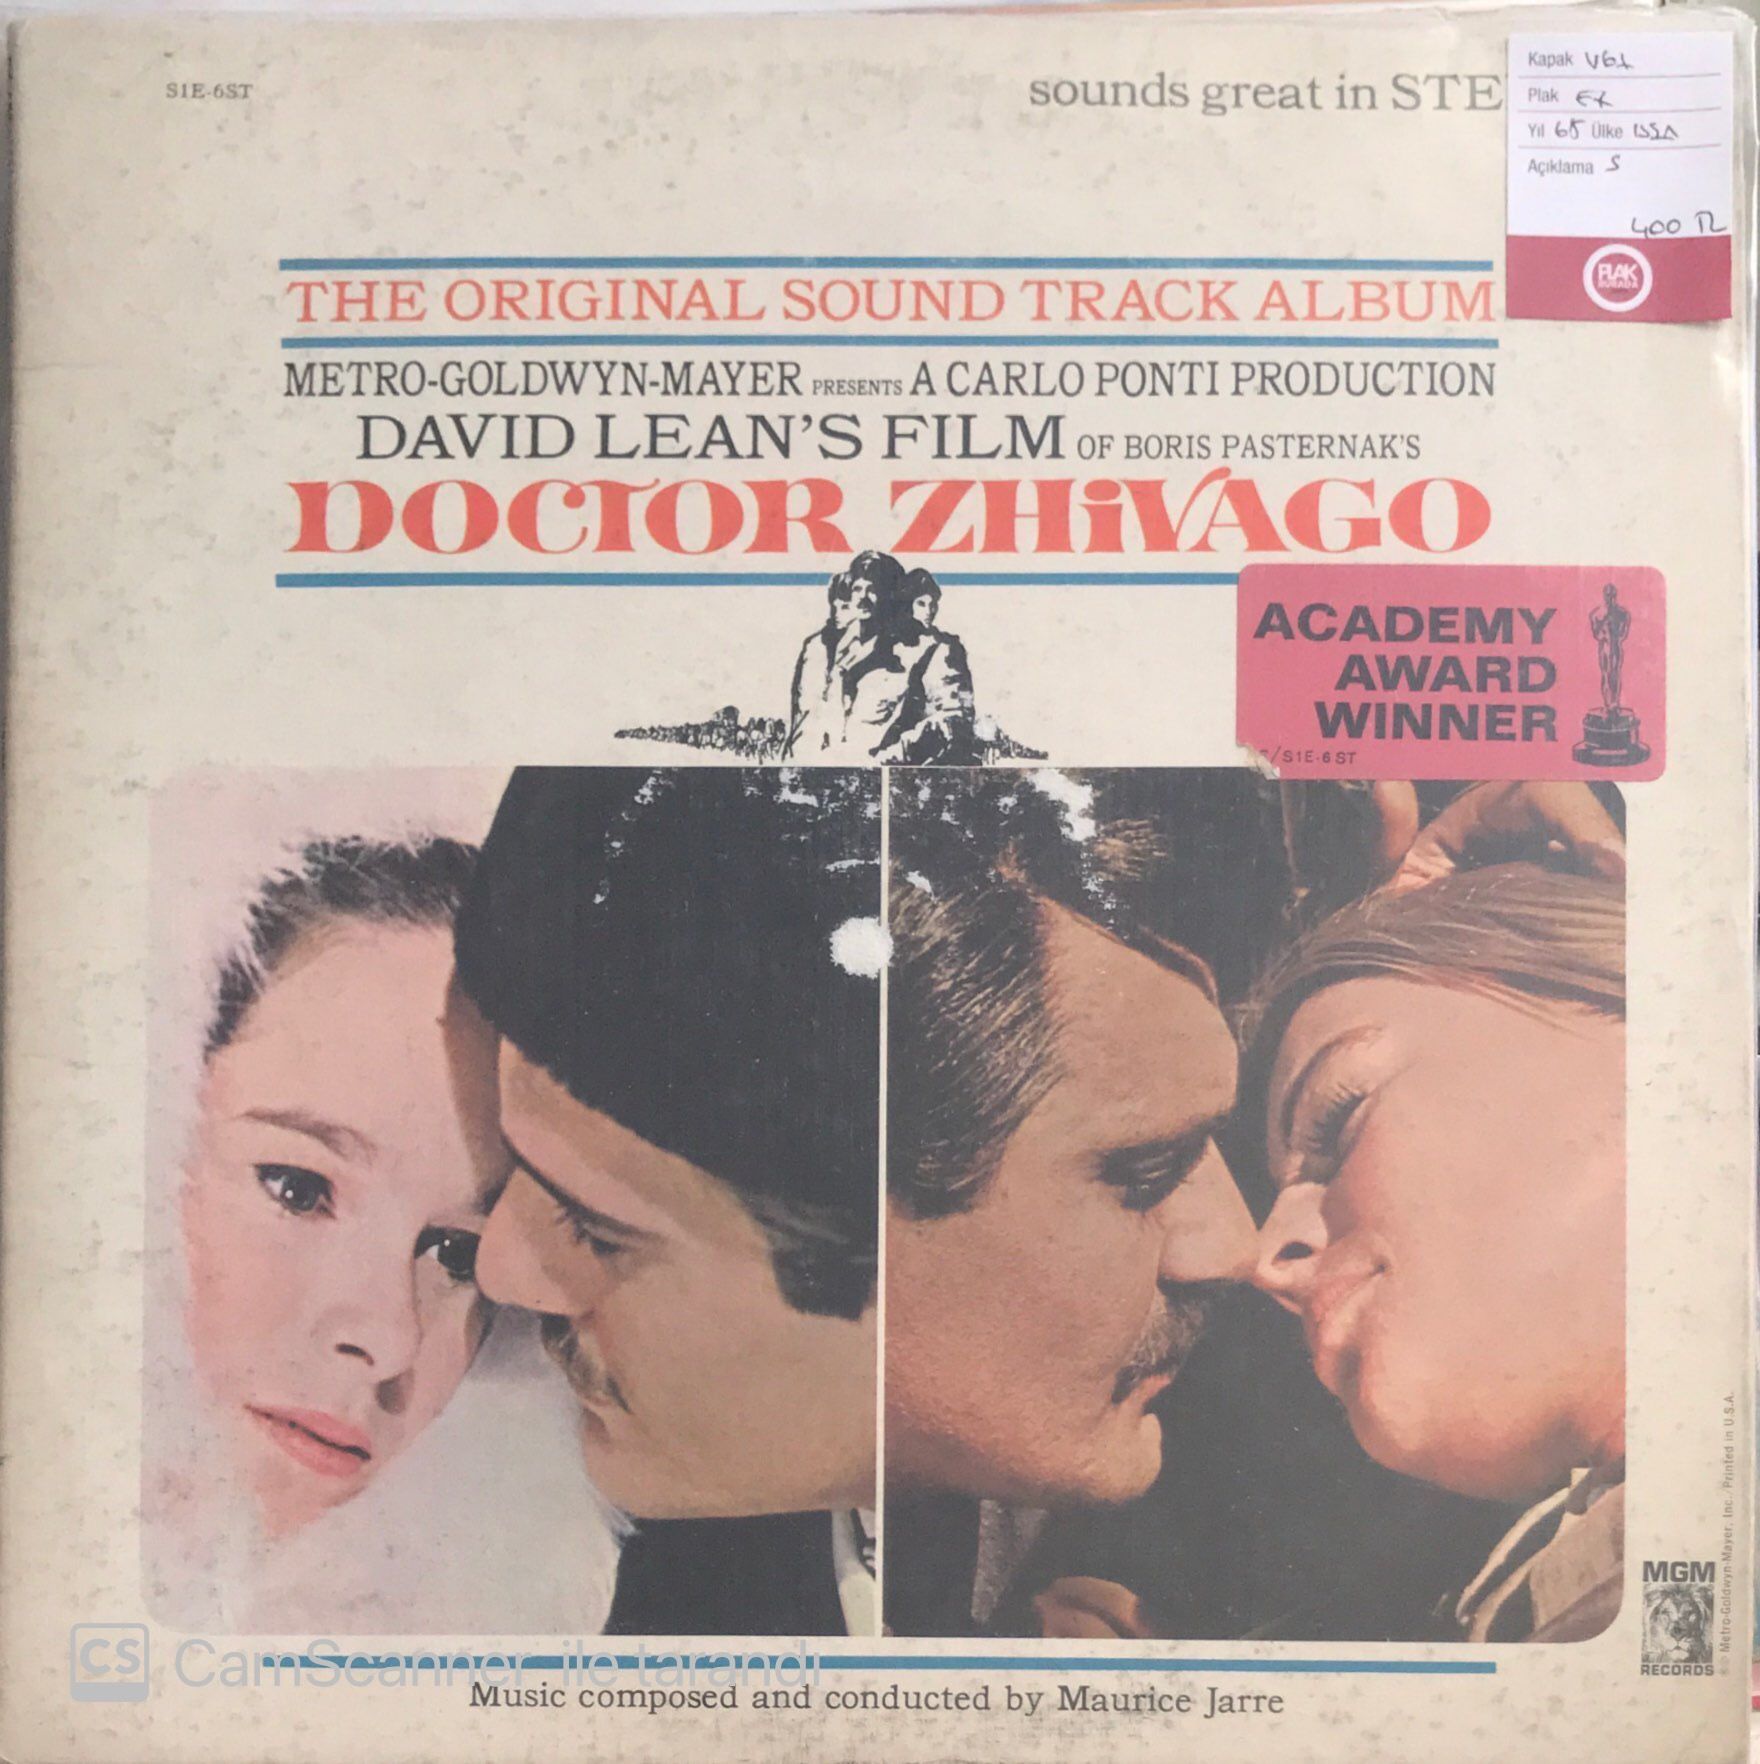 S1E-6ST
sounds great in STE
Kapak VG+
Plak EX
Yıl 65 Ülke USA
Açıklama S
400 TL
PLAK
BURADA
THE ORIGINAL SOUND TRACK ALBUM
METRO-GOLDWYN-MAYER PRESENTS A CARLO PONTI PRODUCTION
DAVID LEAN'S FILM OF BORIS PASTERNAK'S
DOCTOR ZHiVAGO
ACADEMY
AWARD
WINNER
/S1E-6 ST
MGM
RECORDS
© Metro-Goldwyn-Mayer, Inc./Printed in U.S.A.
CS CamScanner ile tarandı
Music composed and conducted by Maurice Jarre